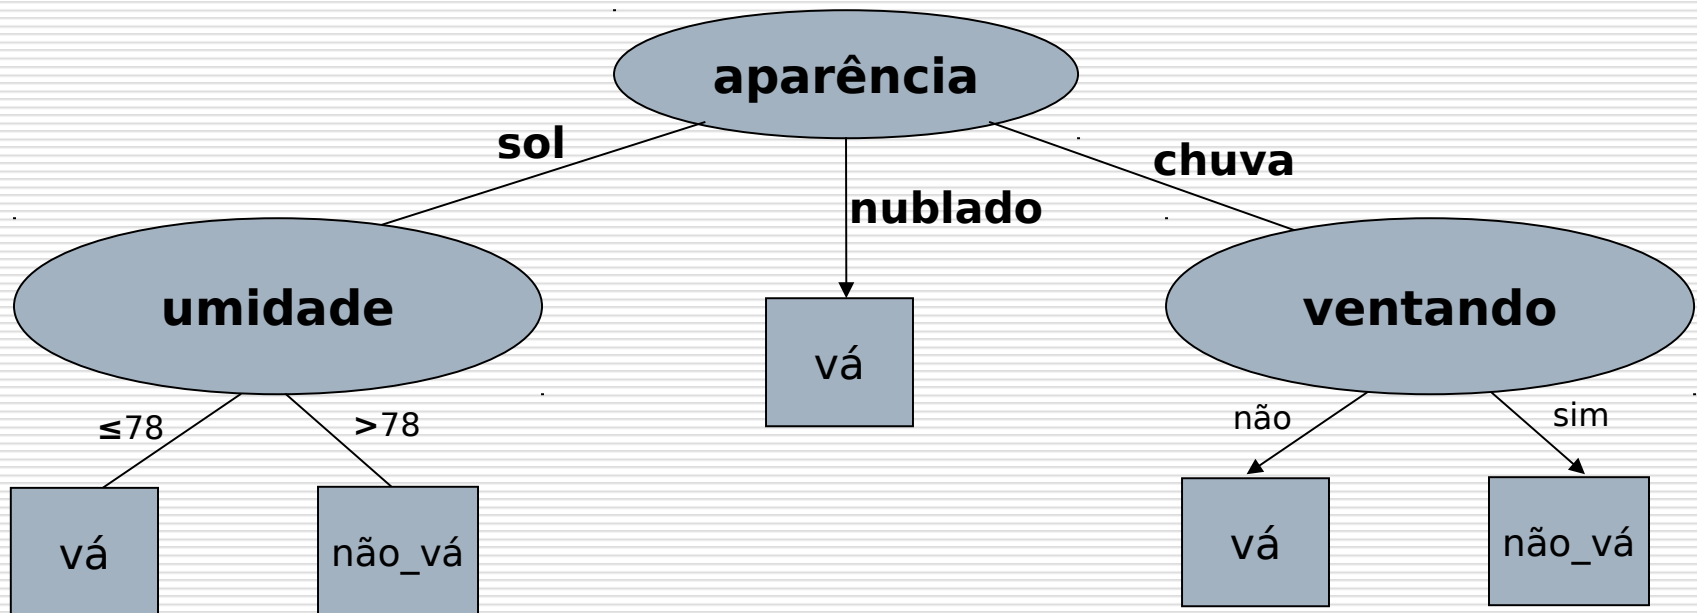 aparência
sol
chuva
nublado
umidade
ventando
vá
≤78
>78
não
sim
vá
não_vá
vá
não_vá